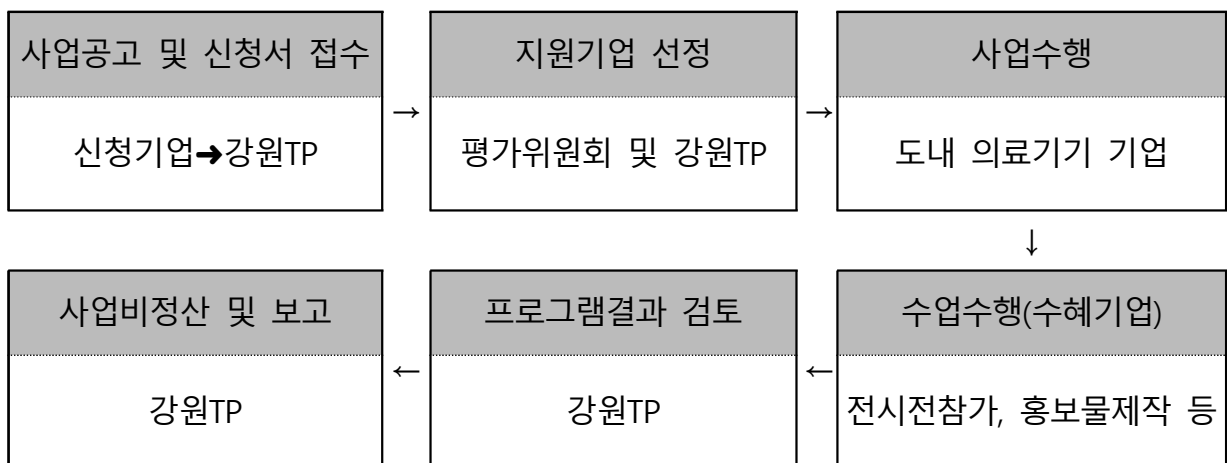 사업공고 및 신청서 접수
신청기업➜강원TP
→
지원기업 선정
평가위원회 및 강원TP
→
사업수행
도내 의료기기 기업
↓
수업수행(수혜기업)
전시전참가, 홍보물제작 등
←
프로그램결과 검토
강원TP
←
사업비정산 및 보고
강원TP